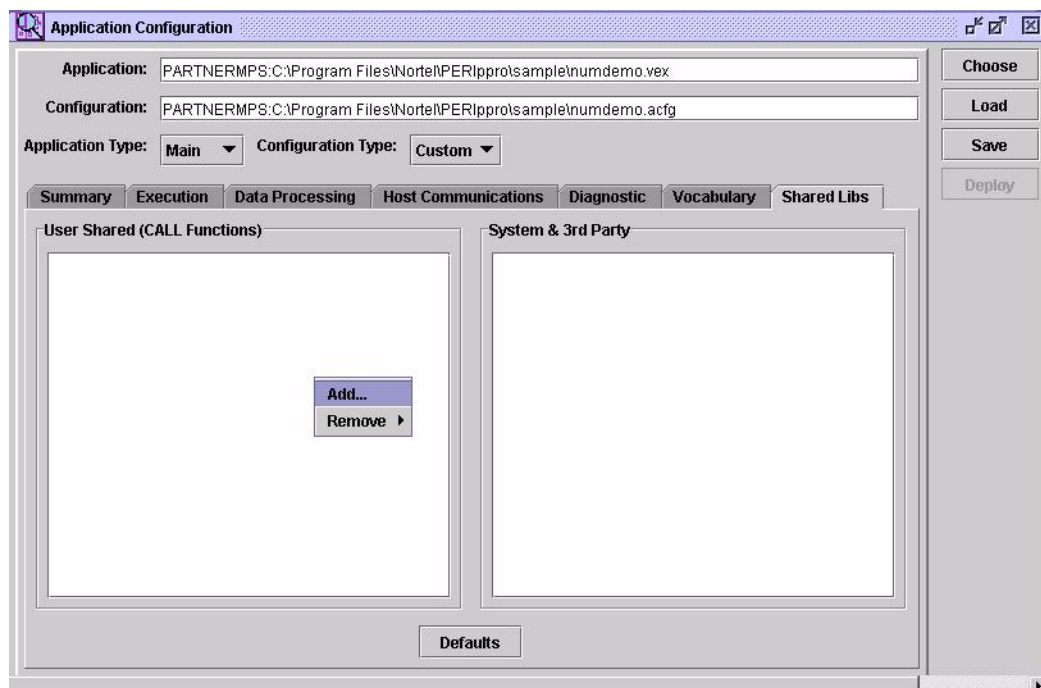 Application Configuration
Application: PARTNERMPS:C:\Program Files\Nortel\PERIppro\sample\numdemo.vex
Choose
Configuration: PARTNERMPS:C:\Program Files\Nortel\PERIppro\sample\numdemo.acfg
Load
Application Type: Main Configuration Type: Custom
Save
Summary Execution Data Processing Host Communications Diagnostic Vocabulary Shared Libs
Deploy
User Shared (CALL Functions) System & 3rd Party
Add...
Remove
Defaults